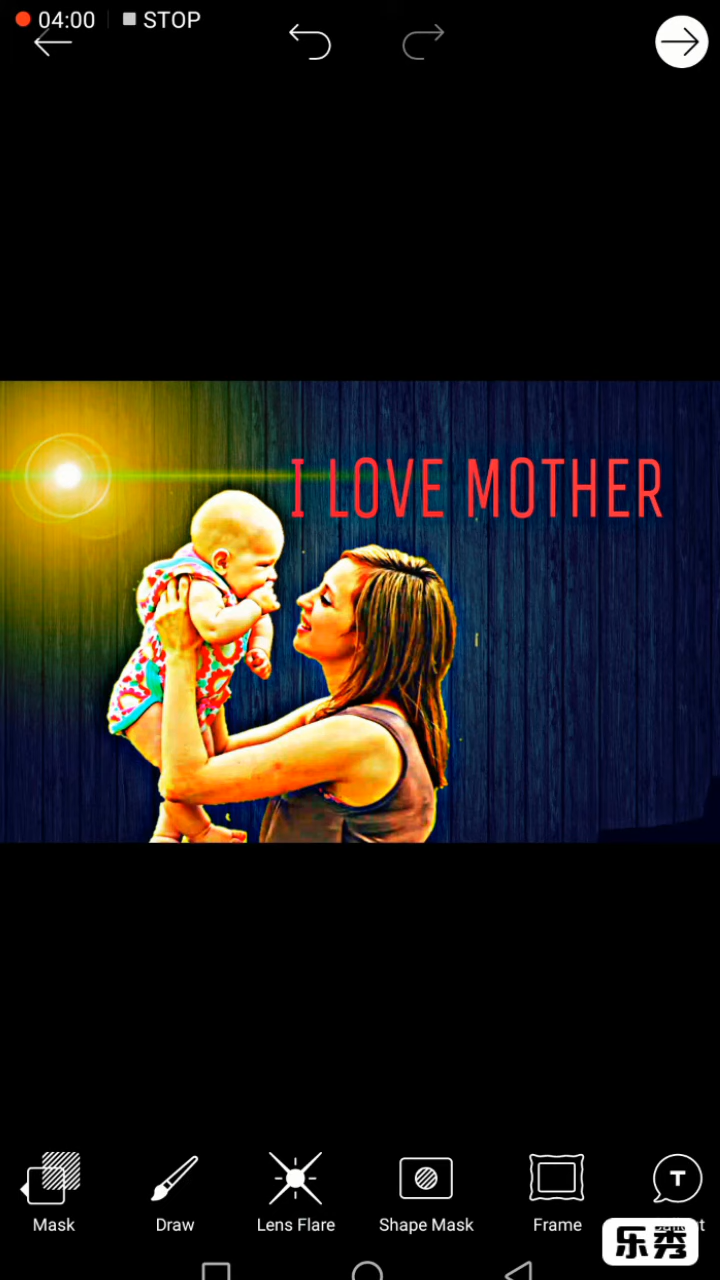 04:00 STOP
I LOVE MOTHER
Mask Draw Lens Flare Shape Mask Frame
T
乐秀